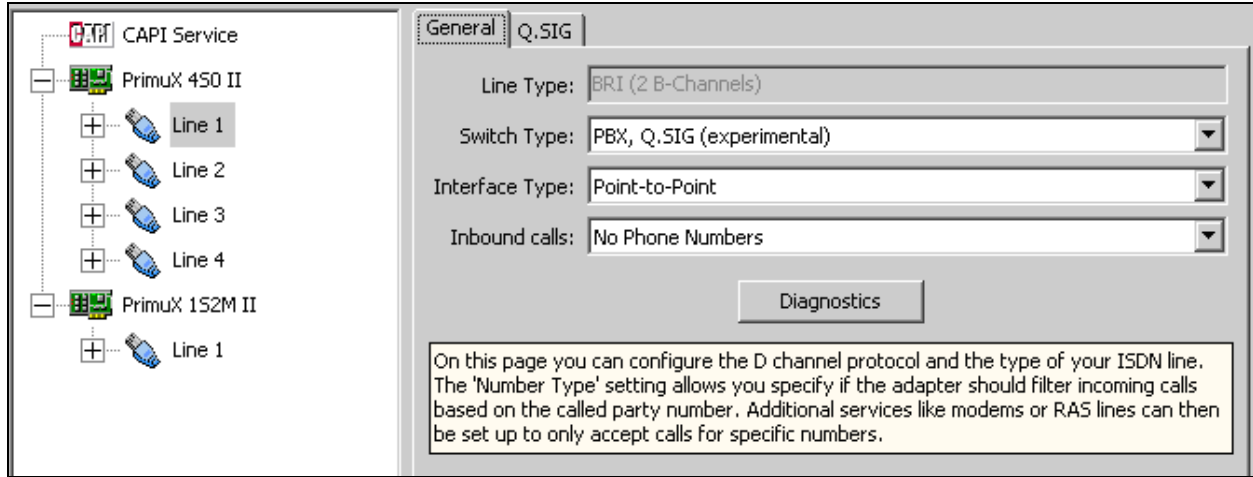 CAPI CAPI Service
PrimuX 4S0 II
Line 1
Line 2
Line 3
Line 4
PrimuX 1S2M II
Line 1
General
Q.SIG
Line Type: BRI (2 B-Channels)
Switch Type: PBX, Q.SIG (experimental)
Interface Type: Point-to-Point
Inbound calls: No Phone Numbers
Diagnostics
On this page you can configure the D channel protocol and the type of your ISDN line.
The 'Number Type' setting allows you specify if the adapter should filter incoming calls
based on the called party number. Additional services like modems or RAS lines can then
be set up to only accept calls for specific numbers.